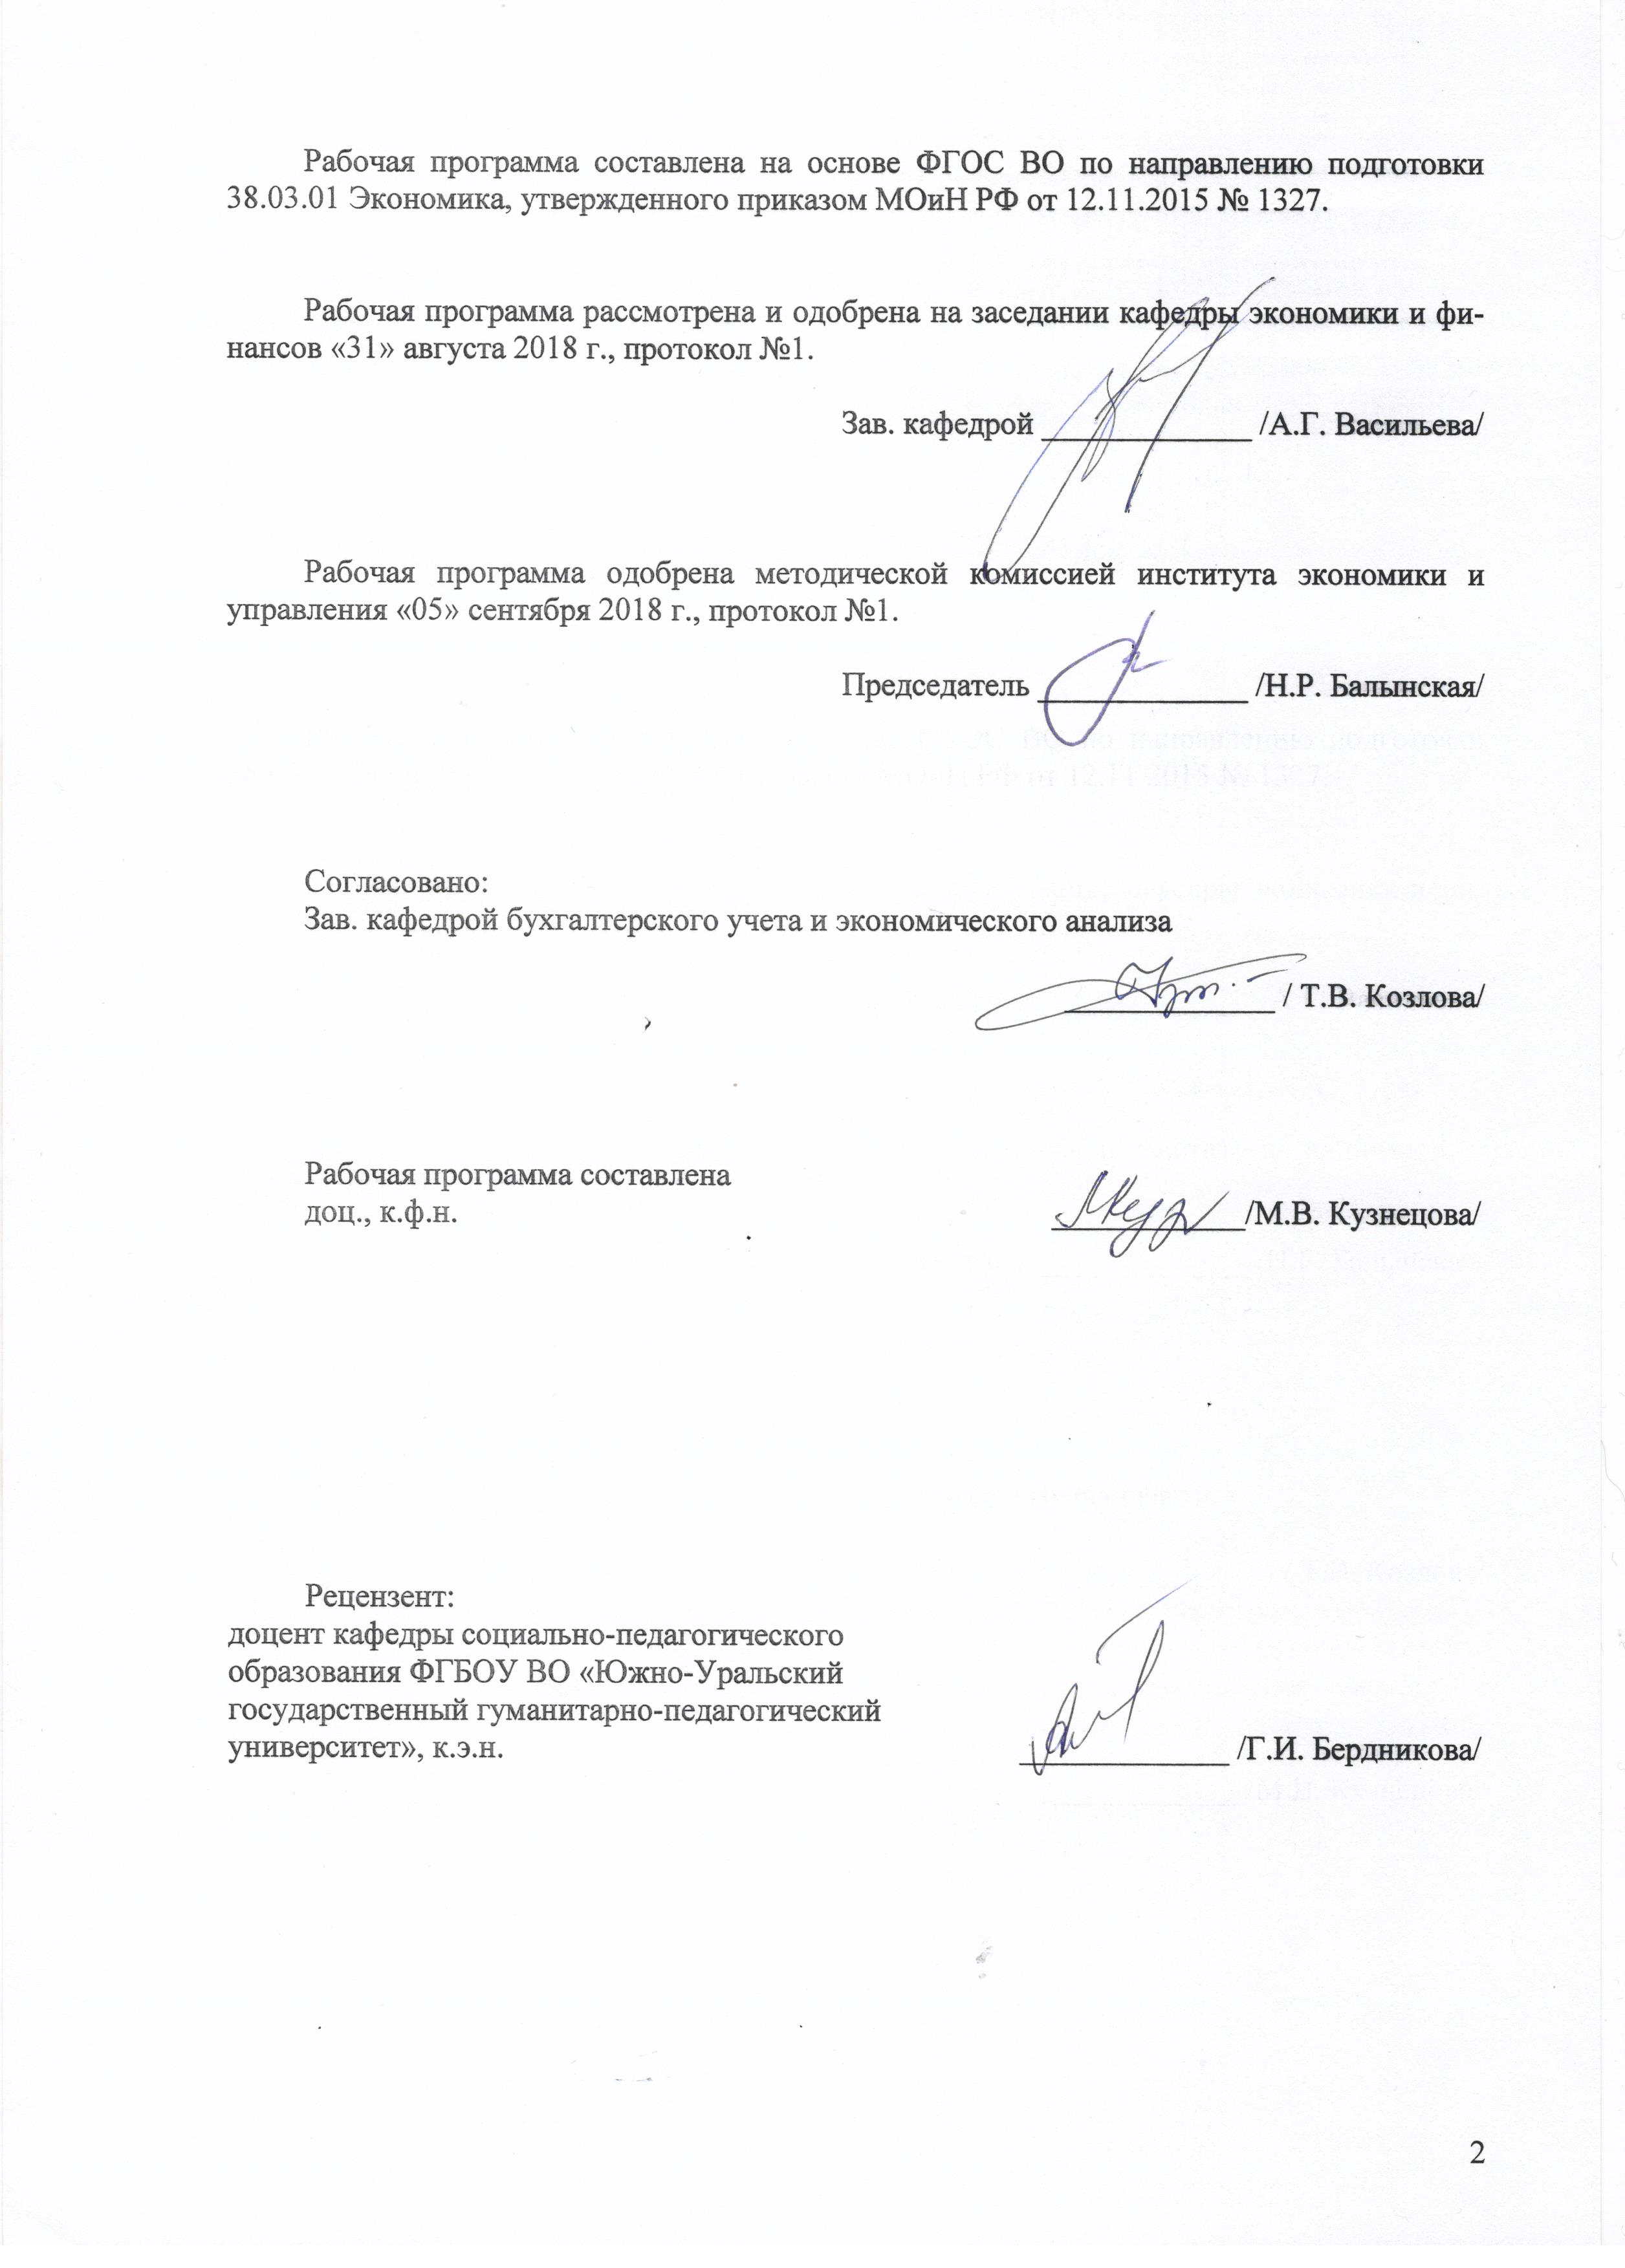 Рабочая программа составлена на основе ФГОС ВО по направлению подготовки
38.03.01 Экономика, утвержденного приказом МОиН РФ от 12.11.2015 № 1327.
Рабочая программа рассмотрена и одобрена на заседании кафедры экономики и фи-
нансов «31» августа 2018 г., протокол №1.
Зав. кафедрой ______________ /А.Г. Васильева/
Рабочая программа одобрена методической комиссией института экономики и
управления «05» сентября 2018 г., протокол №1.
Председатель ______________ /Н.Р. Балынская/
Согласовано:
Зав. кафедрой бухгалтерского учета и экономического анализа
______________ / Т.В. Козлова/
Рабочая программа составлена
доц., к.ф.н. _____________/М.В. Кузнецова/
Рецензент:
доцент кафедры социально-педагогического
образования ФГБОУ ВО «Южно-Уральский
государственный гуманитарно-педагогический
университет», к.э.н. ______________ /Г.И. Бердникова/
2